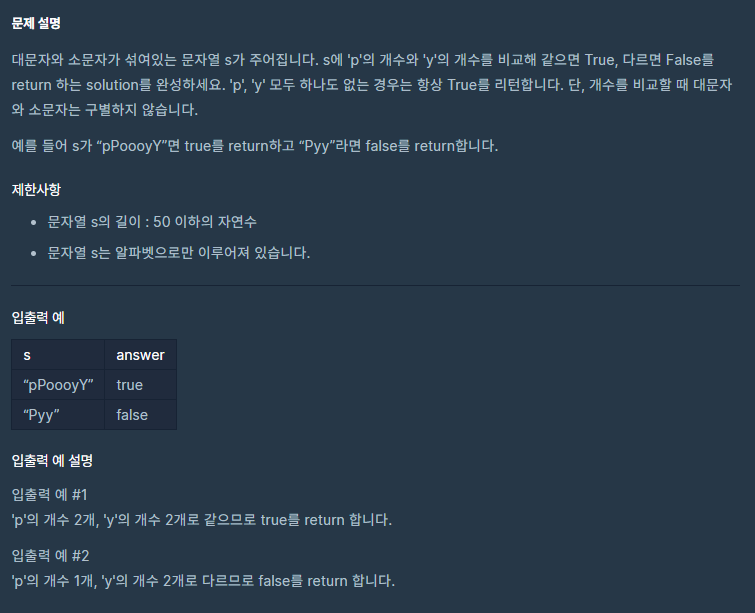 문제 설명
대문자와 소문자가 섞여있는 문자열 s가 주어집니다. s에 'p'의 개수와 'y'의 개수를 비교해 같으면 True, 다르면 False를
return 하는 solution를 완성하세요. 'p', 'y' 모두 하나도 없는 경우는 항상 True를 리턴합니다. 단, 개수를 비교할 때 대문자
와 소문자는 구별하지 않습니다.
예를 들어 s가 “pPoooyY”면 true를 return하고 “Pyy”라면 false를 return합니다.
제한사항
• 문자열 s의 길이 : 50 이하의 자연수
• 문자열 s는 알파벳으로만 이루어져 있습니다.
입출력 예
s answer
“pPoooyY” true
“Pyy” false
입출력 예 설명
입출력 예 #1
'p'의 개수 2개, 'y'의 개수 2개로 같으므로 true를 return 합니다.
입출력 예 #2
'p'의 개수 1개, 'y'의 개수 2개로 다르므로 false를 return 합니다.